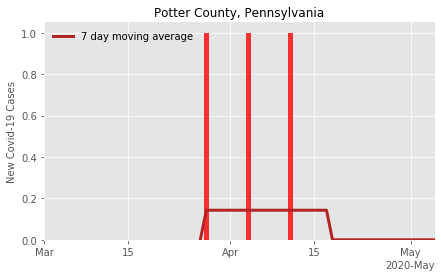 Potter County, Pennsylvania
7 day moving average
New Covid-19 Cases
1.0
0.8
0.6
0.4
0.2
0.0
Mar 15 Apr 15 May
2020-May